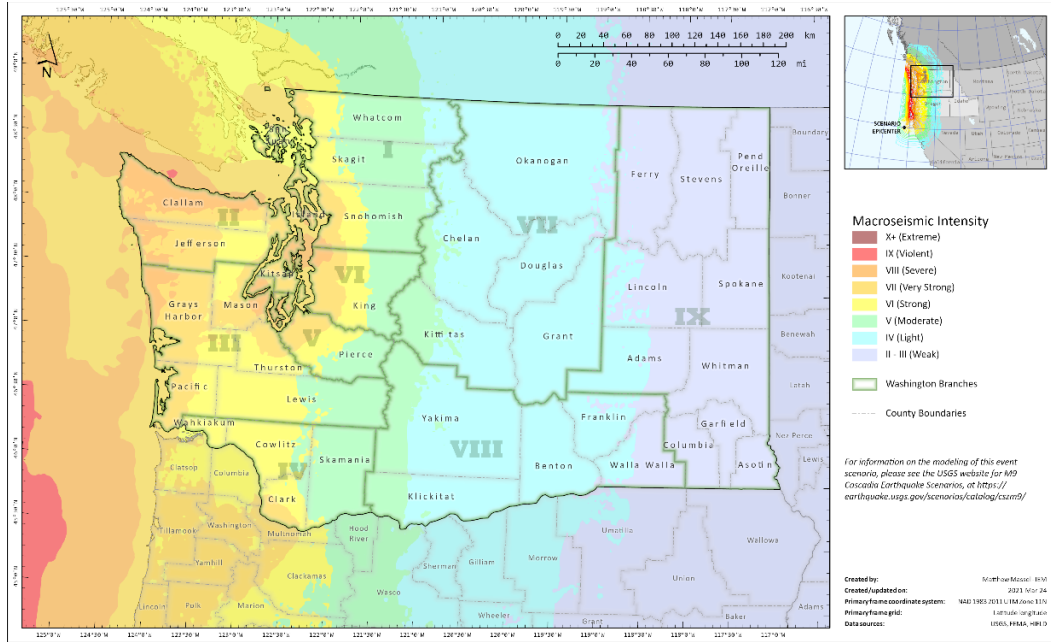 0 20 40 60 80 100 120 140 160 180 200 km
0 20 40 60 80 100 120 mi
N
Whatcom
San Juan
Skagit
I
Okanogan
Ferry
Stevens
Pend Oreille
Boundary
Bonner
Clallam
II
Island
Snohomish
Jefferson
Chelan
VII
Douglas
Kitsap
VI
King
Lincoln
Spokane
Kootenai
Grays Harbor
Mason
IX
III
V
Kittitas
Grant
Benewah
Pierce
Adams
Whitman
Thurston
Pacific
Lewis
Latah
Wahkiakum
Yakima
Franklin
Garfield
Cowlitz
Columbia
Nez Perce
Clatsop
Columbia
IV
Skamania
VIII
Benton
Walla Walla
Asotin
Lewis
Clark
Klickitat
Tillamook
Washington
Multnomah
Hood River
Umatilla
Wallowa
Yamhill
Clackamas
Sherman
Gilliam
Morrow
Union
Wasco
Lincoln
Polk
Marion
Wheeler
Grant
Baker
Adams
SCENARIO EPICENTER
Macroseismic Intensity
X+ (Extreme)
IX (Violent)
VIII (Severe)
VII (Very Strong)
VI (Strong)
V (Moderate)
IV (Light)
II - III (Weak)
Washington Branches
County Boundaries
For information on the modeling of this event
scenario, please see the USGS website for M9
Cascadia Earthquake Scenarios, at https://
earthquake.usgs.gov/scenarios/catalog/cszm9/
Created by: Matthew Massel - IEM
Created/updated on: 2021 Mar 24
Primary frame coordinate system: NAD 1983 2011 UTM Zone 11N
Primary frame grid: Latitude longitude
Data sources: USGS, FEMA, HIFLD